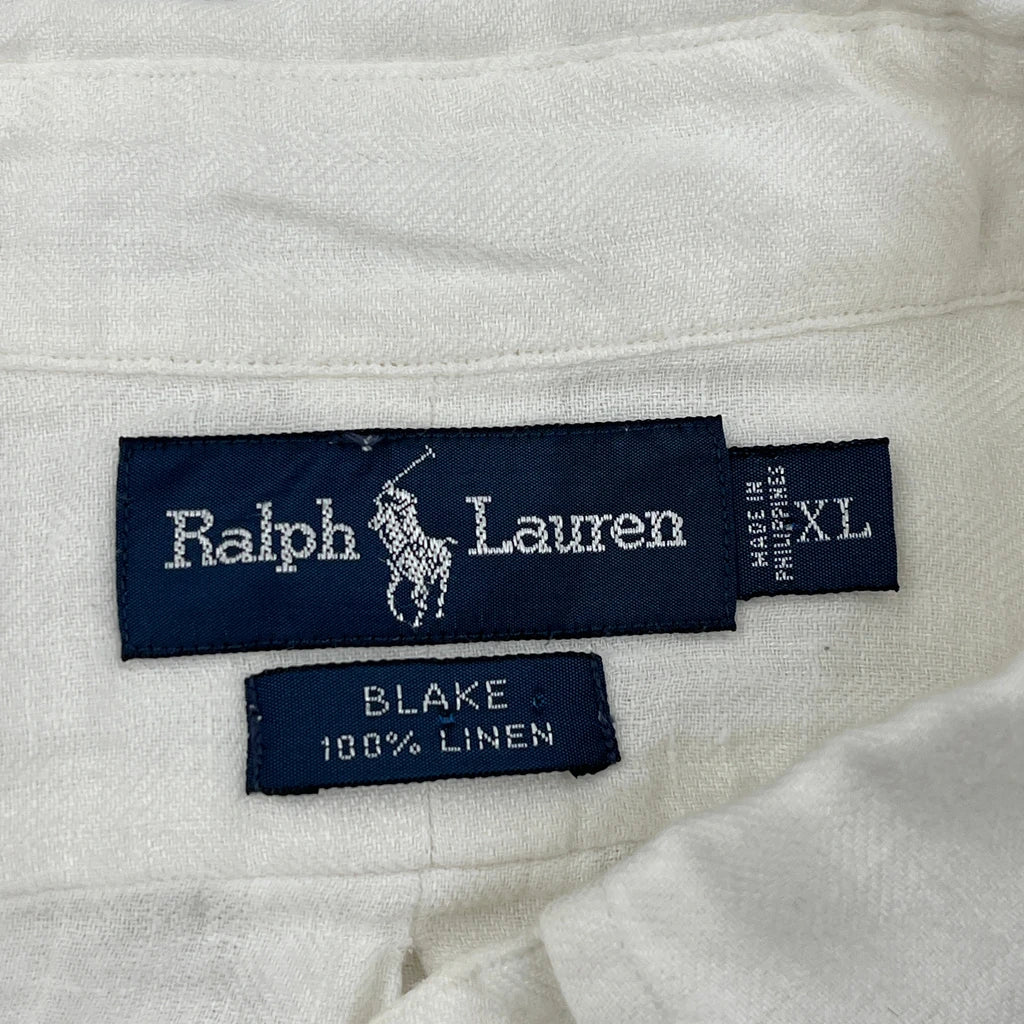 Ralph Lauren
MADE IN
PHILIPPINES
XL
BLAKE
100% LINEN